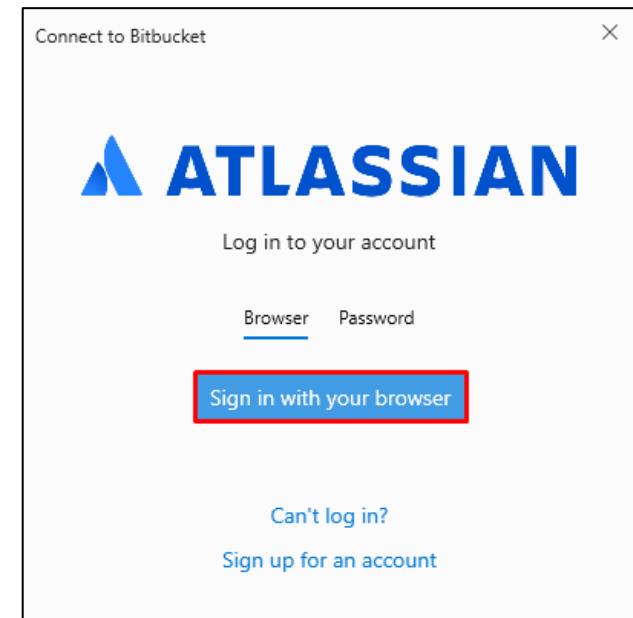 Connect to Bitbucket
ATLASSIAN
Log in to your account
Browser Password
Sign in with your browser
Can't log in?
Sign up for an account